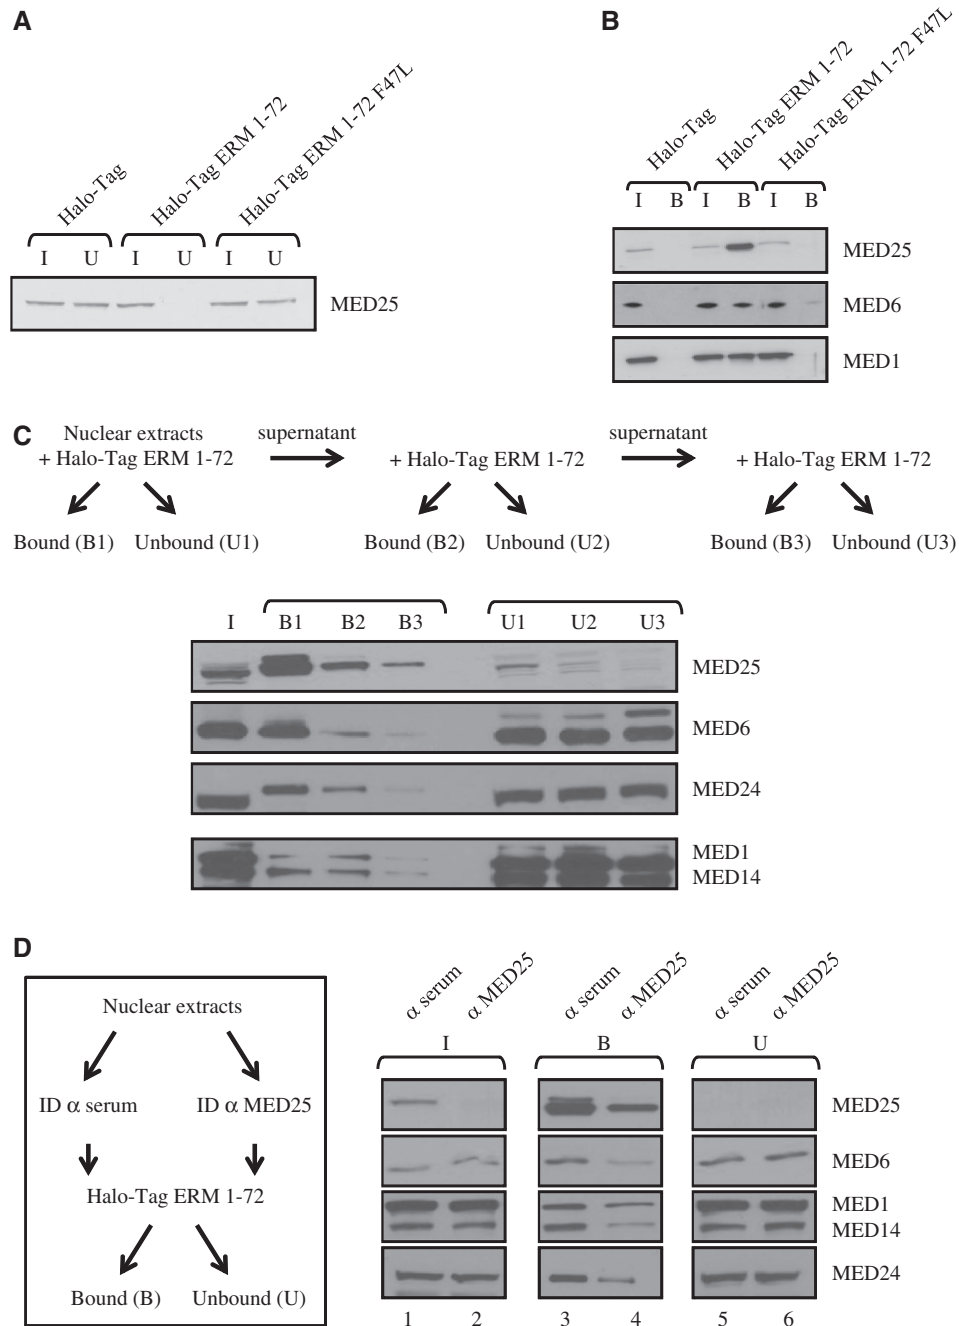 A
Halo-Tag
Halo-Tag ERM 1-72
Halo-Tag ERM 1-72 F47L
I U I U I U
MED25
B
Halo-Tag
Halo-Tag ERM 1-72
Halo-Tag ERM 1-72 F47L
I B I B I B
MED25
MED6
MED1
C
Nuclear extracts
+ Halo-Tag ERM 1-72
supernatant
+ Halo-Tag ERM 1-72
supernatant
+ Halo-Tag ERM 1-72
Bound (B1) Unbound (U1) Bound (B2) Unbound (U2) Bound (B3) Unbound (U3)
I B1 B2 B3 U1 U2 U3
MED25
MED6
MED24
MED1
MED14
D
Nuclear extracts
ID α serum ID α MED25
Halo-Tag ERM 1-72
Bound (B) Unbound (U)
α serum α MED25 α serum α MED25 α serum α MED25
I B U
MED25
MED6
MED1
MED14
MED24
1 2 3 4 5 6